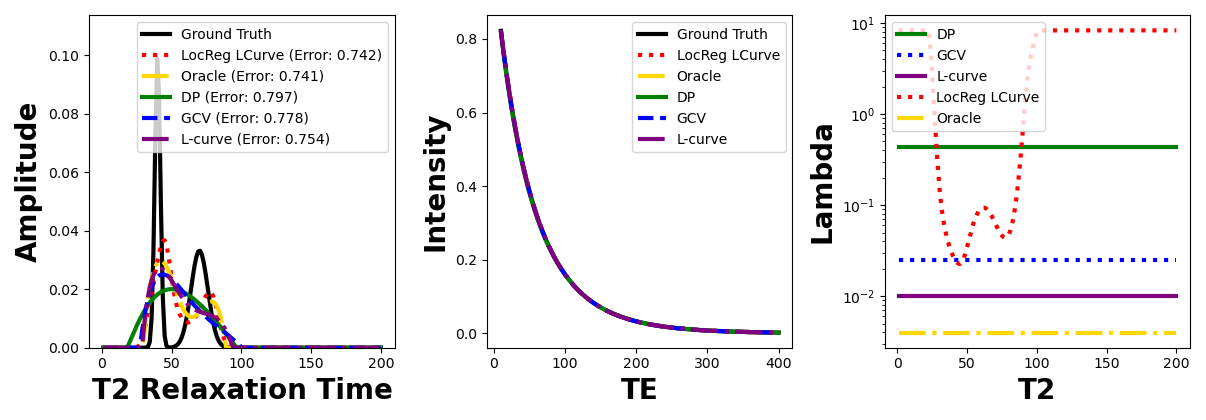 Amplitude
0.10
0.08
0.06
0.04
0.02
0.00
Ground Truth
LocReg LCurve (Error: 0.742)
Oracle (Error: 0.741)
DP (Error: 0.797)
GCV (Error: 0.778)
L-curve (Error: 0.754)
0 50 100 150 200
T2 Relaxation Time
Intensity
0.8
0.6
0.4
0.2
0.0
Ground Truth
LocReg LCurve
Oracle
DP
GCV
L-curve
0 100 200 300 400
TE
Lambda
10¹
10⁰
10⁻¹
10⁻²
DP
GCV
L-curve
LocReg LCurve
Oracle
0 50 100 150 200
T2